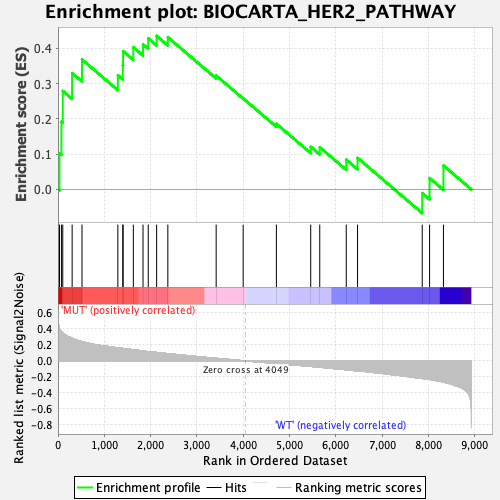 Enrichment plot: BIOCARTA_HER2_PATHWAY
Enrichment score (ES)
0.4
0.3
0.2
0.1
0.0
'MUT' (positively correlated)
Ranked list metric (Signal2Noise)
0.6
0.4
0.2
0.0
-0.2
-0.4
-0.6
-0.8
Zero cross at 4049
'WT' (negatively correlated)
0 1,000 2,000 3,000 4,000 5,000 6,000 7,000 8,000 9,000
Rank in Ordered Dataset
Enrichment profile Hits Ranking metric scores